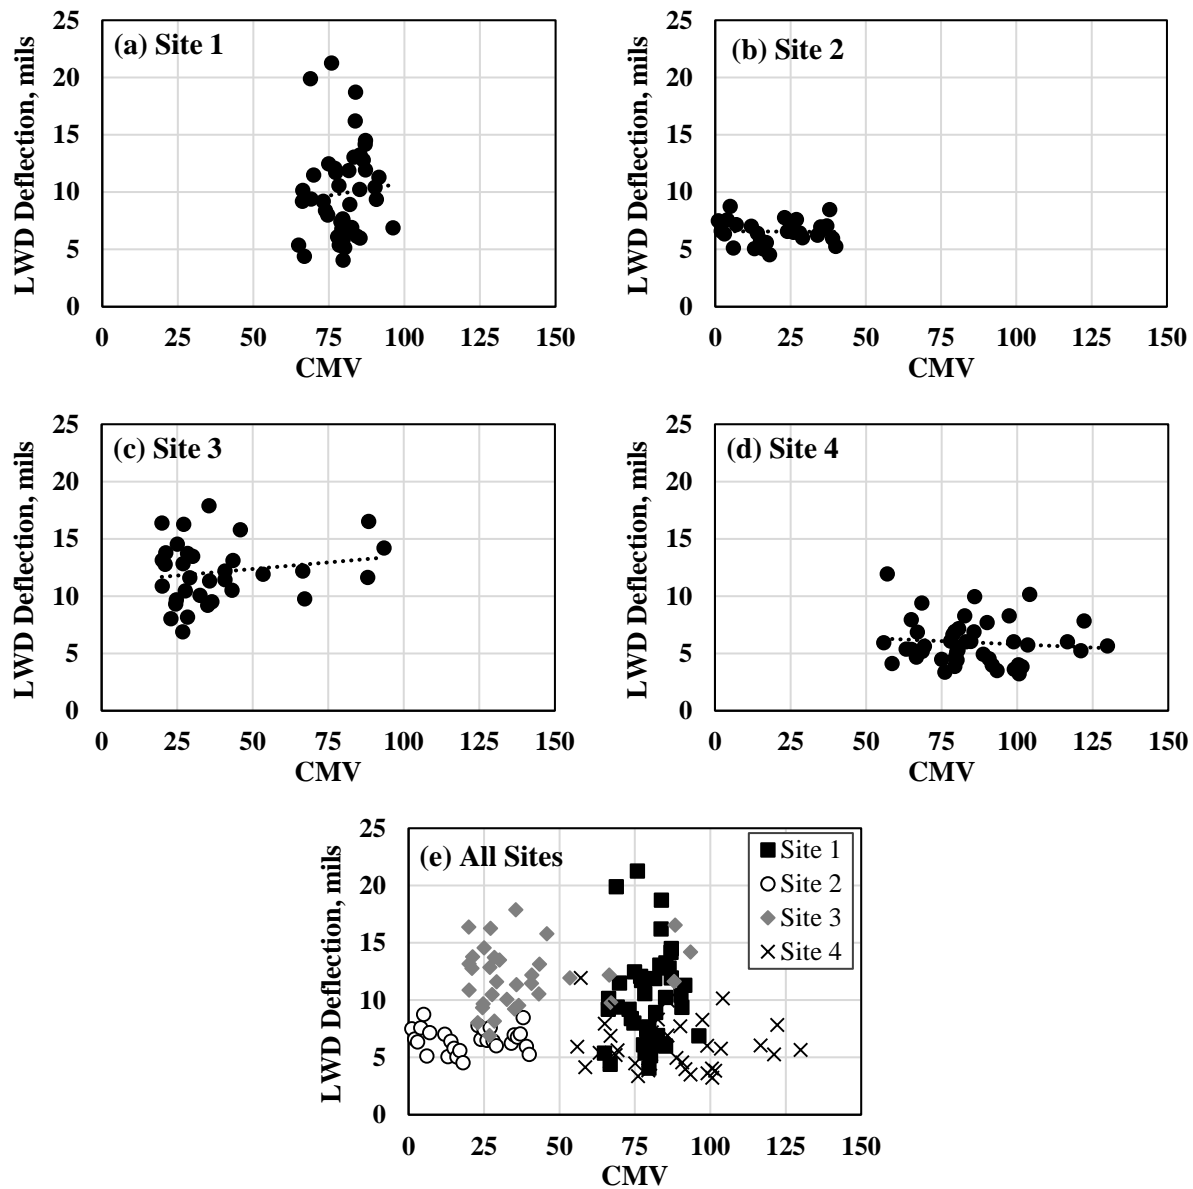 (a) Site 1
LWD Deflection, mils
25
20
15
10
5
0
0 25 50 75 100 125 150
CMV
(b) Site 2
LWD Deflection, mils
25
20
15
10
5
0
0 25 50 75 100 125 150
CMV
(c) Site 3
LWD Deflection, mils
25
20
15
10
5
0
0 25 50 75 100 125 150
CMV
(d) Site 4
LWD Deflection, mils
25
20
15
10
5
0
0 25 50 75 100 125 150
CMV
(e) All Sites
LWD Deflection, mils
25
20
15
10
5
0
0 25 50 75 100 125 150
CMV
Site 1
Site 2
Site 3
Site 4